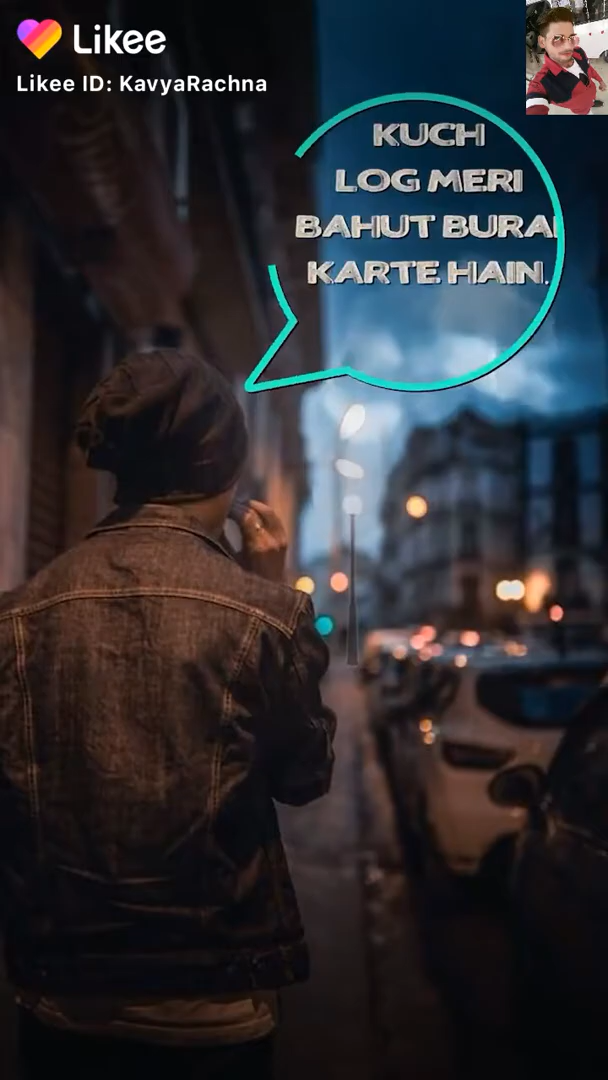 Likee
Likee ID: KavyaRachna
KUCH
LOG MERI
BAHUT BURAI
KARTE HAIN.